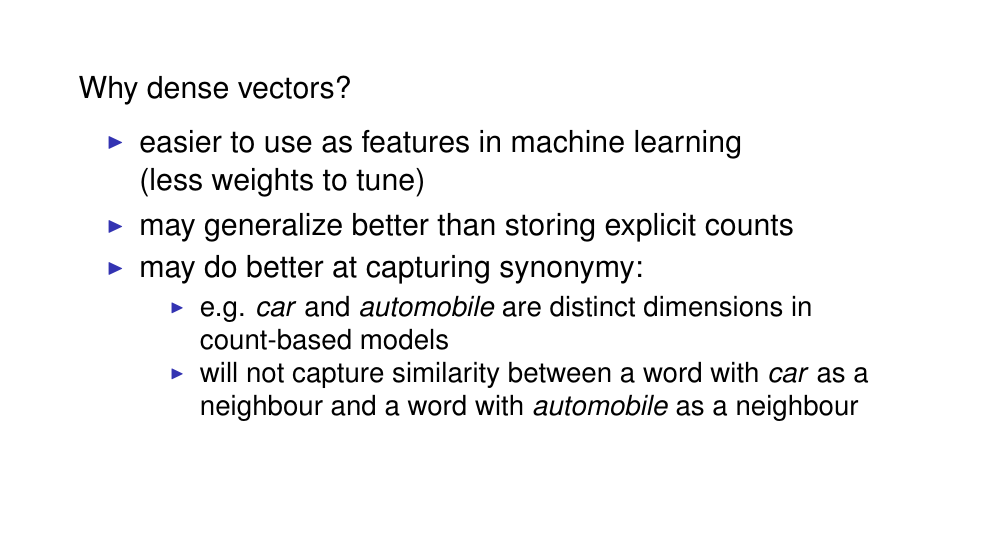 Why dense vectors?
easier to use as features in machine learning
(less weights to tune)
may generalize better than storing explicit counts
may do better at capturing synonymy:
e.g. car and automobile are distinct dimensions in
count-based models
will not capture similarity between a word with car as a
neighbour and a word with automobile as a neighbour